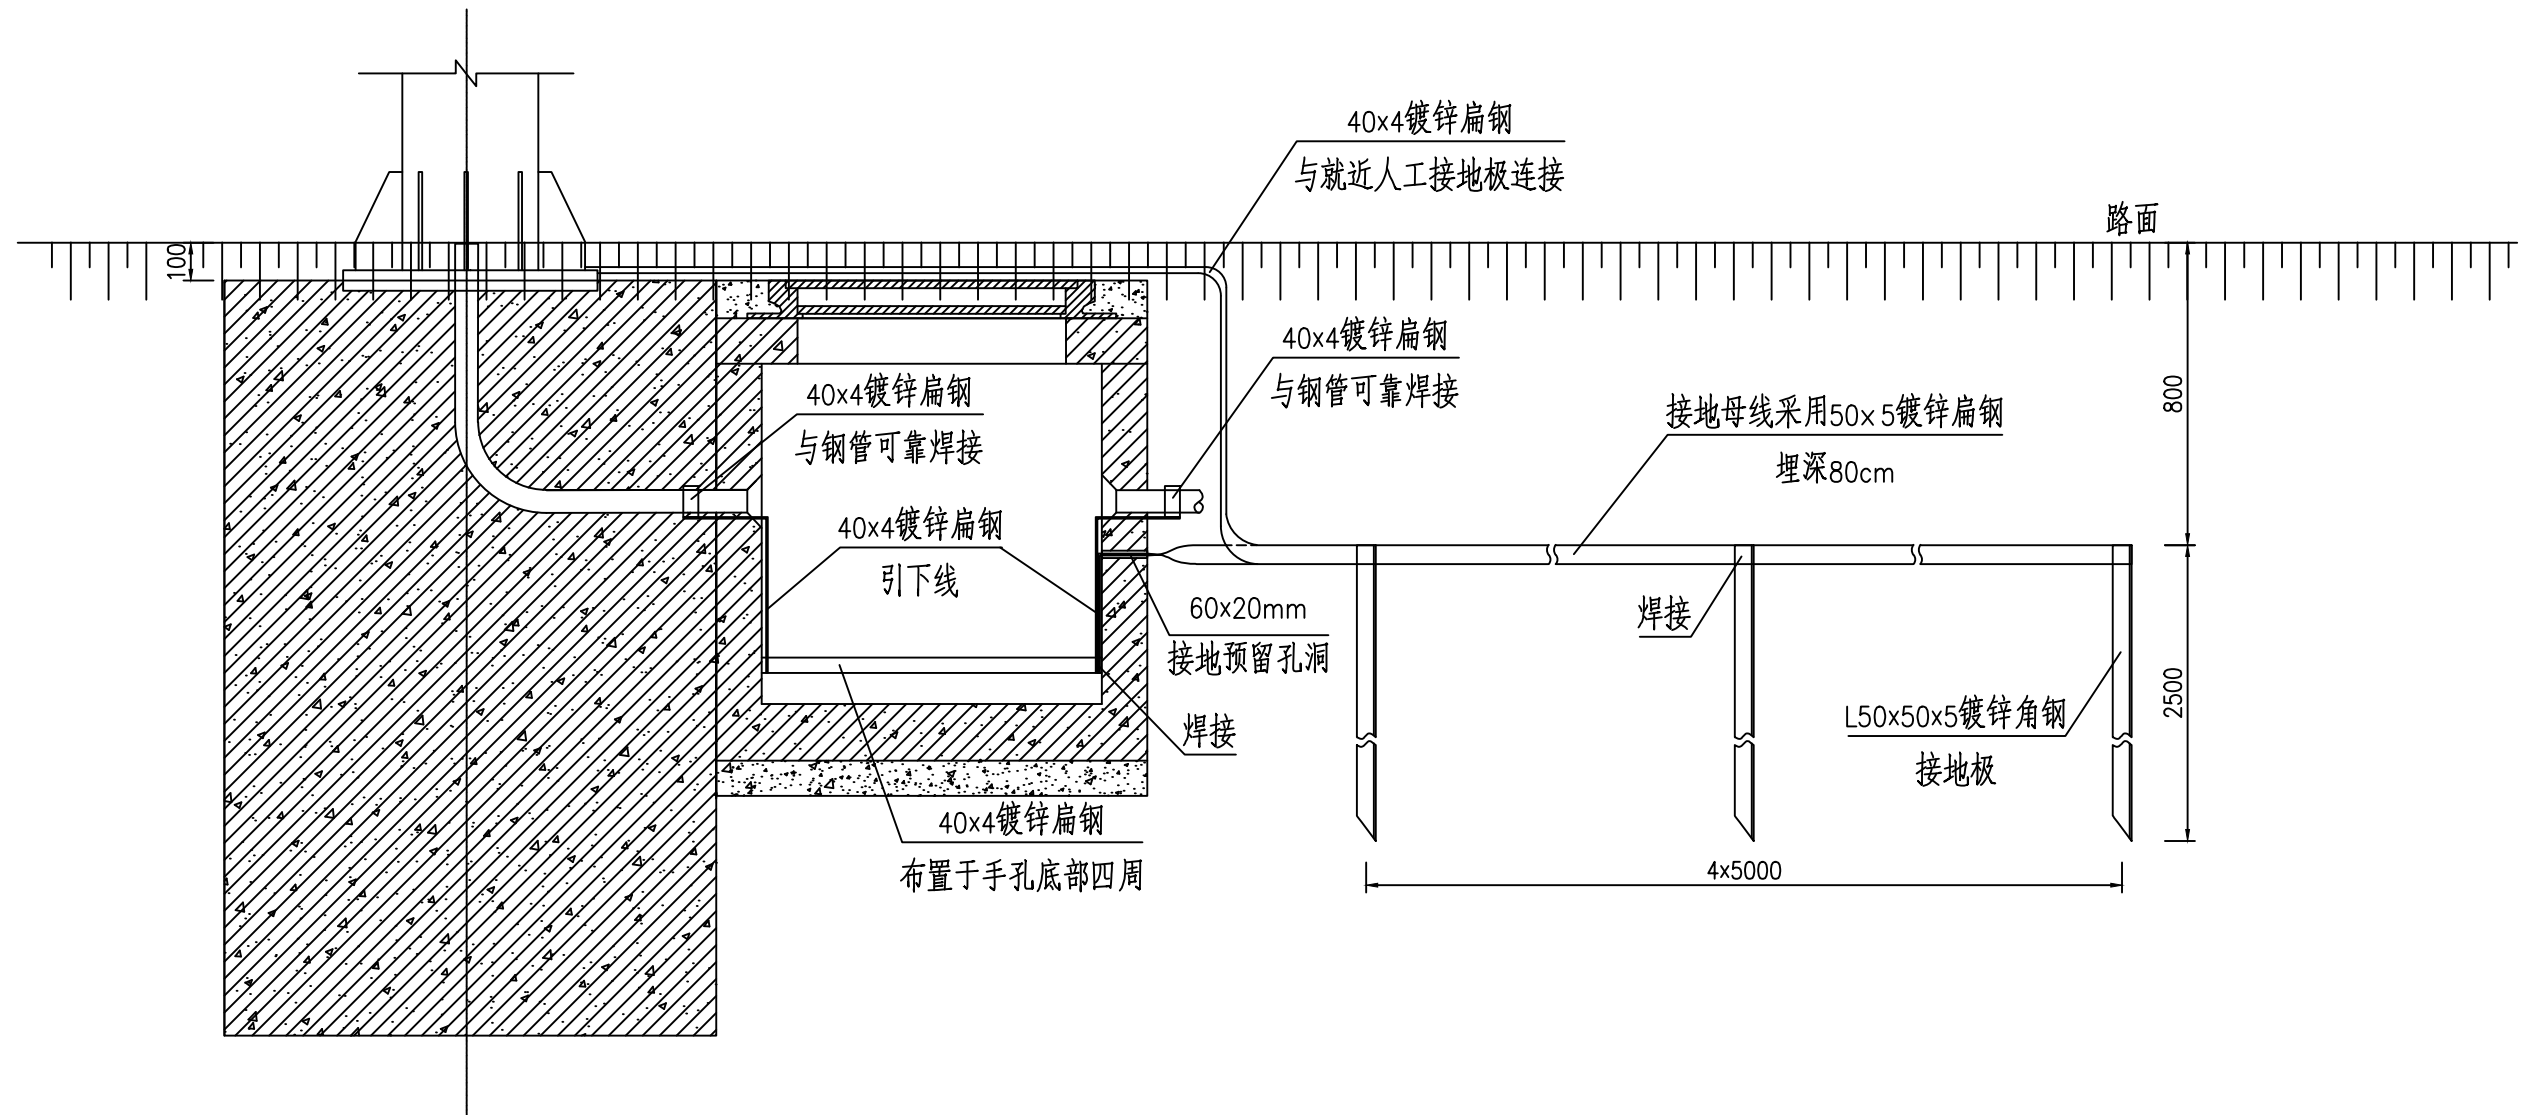 40x4镀锌扁钢
与就近人工接地极连接
路面
100
40x4镀锌扁钢
与钢管可靠焊接
40x4镀锌扁钢
与钢管可靠焊接
800
接地母线采用50x5镀锌扁钢
埋深80cm
40x4镀锌扁钢
引下线
60x20mm
接地预留孔洞
焊接
2500
L50x50x5镀锌角钢
接地极
焊接
40x4镀锌扁钢
布置于手孔底部四周
4x5000